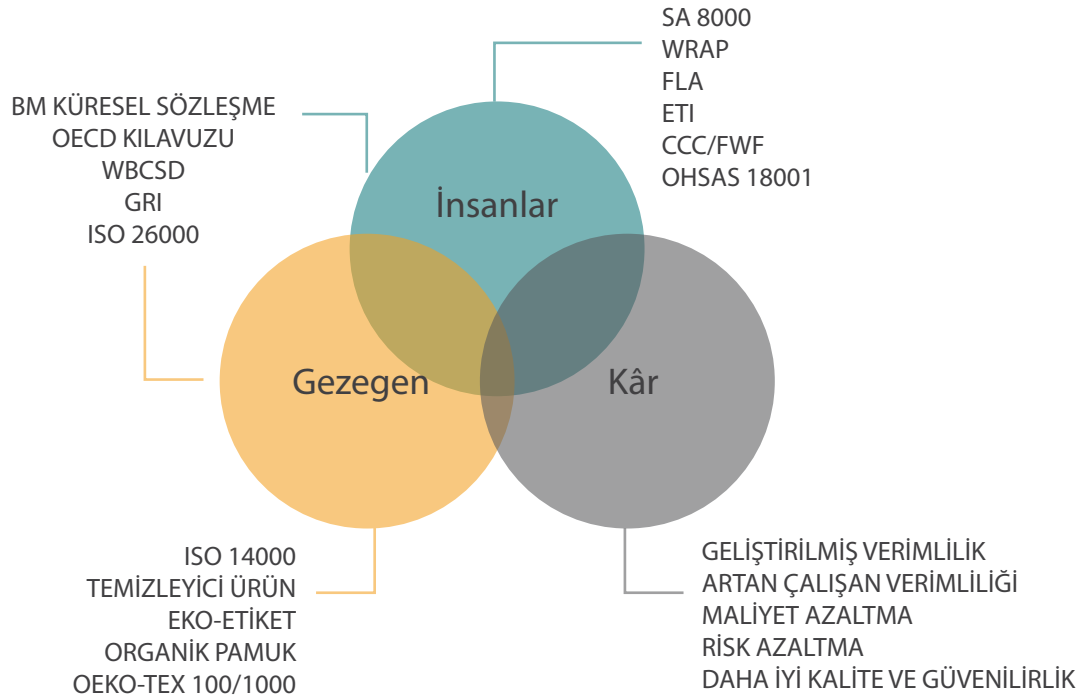 SA 8000
WRAP
FLA
ETI
CCC/FWF
OHSAS 18001
BM KÜRESEL SÖZLEŞME
OECD KILAVUZU
WBCSD
GRI
ISO 26000
İnsanlar
Gezegen
Kâr
ISO 14000
TEMİZLEYİCİ ÜRÜN
EKO-ETİKET
ORGANİK PAMUK
OEKO-TEX 100/1000
GELİŞTİRİLMİŞ VERİMLİLİK
ARTAN ÇALIŞAN VERİMLİLİĞİ
MALİYET AZALTMA
RİSK AZALTMA
DAHA İYİ KALİTE VE GÜVENİLİRLİK